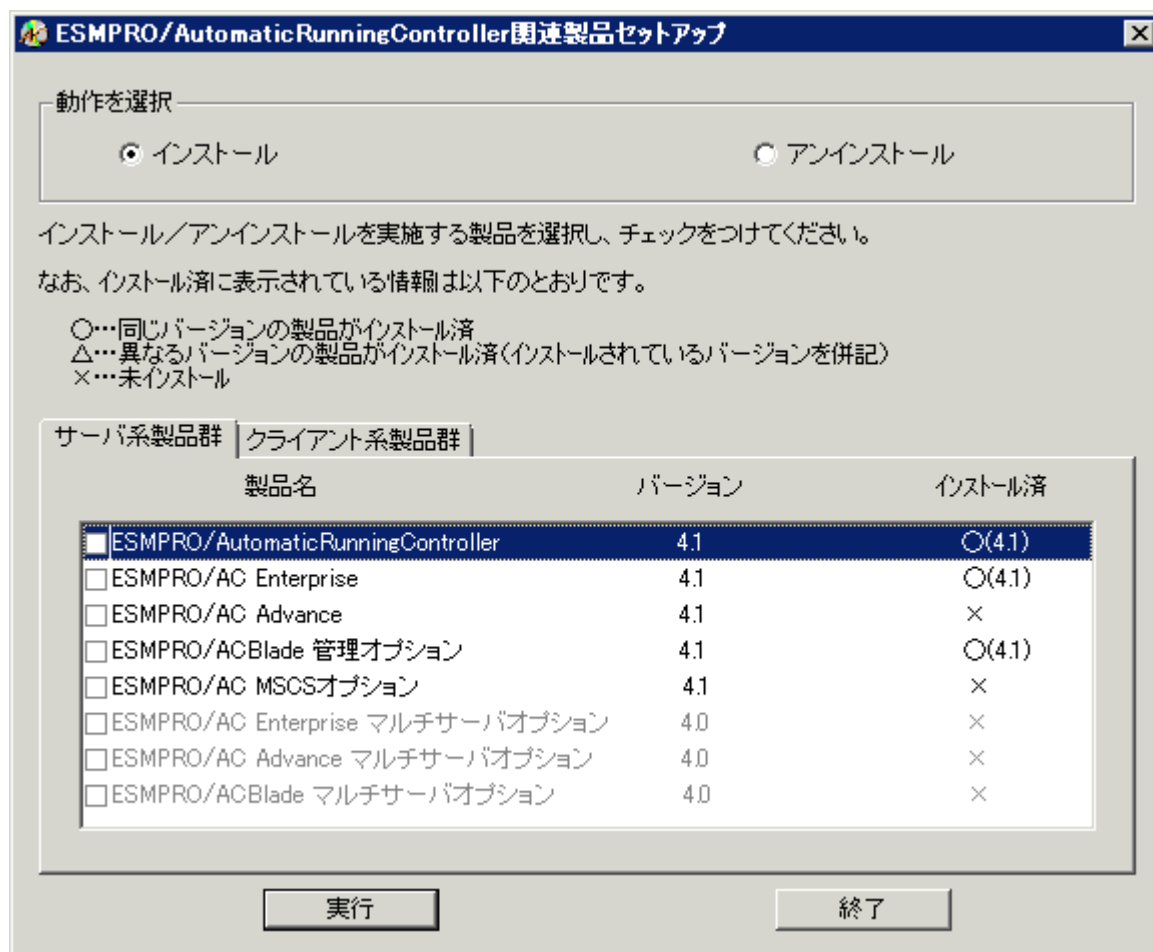 ESMPRO/AutomaticRunningController関連製品セットアップ
動作を選択
インストール アンインストール
インストール／アンインストールを実施する製品を選択し、チェックをつけてください。
なお、インストール済に表示されている情報は以下のとおりです。
○…同じバージョンの製品がインストール済
△…異なるバージョンの製品がインストール済(インストールされているバージョンを併記)
×…未インストール
サーバ系製品群 クライアント系製品群
製品名 バージョン インストール済
ESMPRO/AutomaticRunningController 4.1 ○(4.1)
ESMPRO/AC Enterprise 4.1 ○(4.1)
ESMPRO/AC Advance 4.1 ×
ESMPRO/ACBlade 管理オプション 4.1 ○(4.1)
ESMPRO/AC MSCSオプション 4.1 ×
ESMPRO/AC Enterprise マルチサーバオプション 4.0 ×
ESMPRO/AC Advance マルチサーバオプション 4.0 ×
ESMPRO/ACBlade マルチサーバオプション 4.0 ×
実行 終了